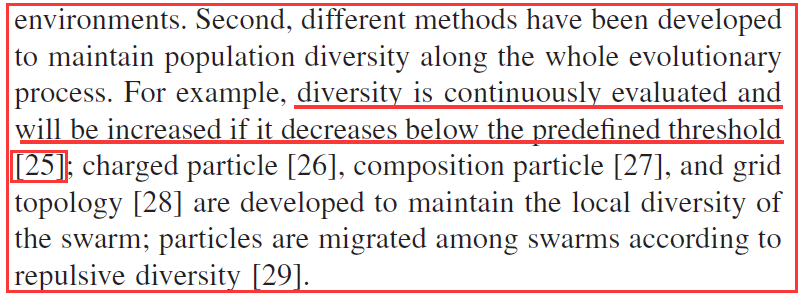 environments. Second, different methods have been developed
to maintain population diversity along the whole evolutionary
process. For example, diversity is continuously evaluated and
will be increased if it decreases below the predefined threshold
[25]; charged particle [26], composition particle [27], and grid
topology [28] are developed to maintain the local diversity of
the swarm; particles are migrated among swarms according to
repulsive diversity [29].